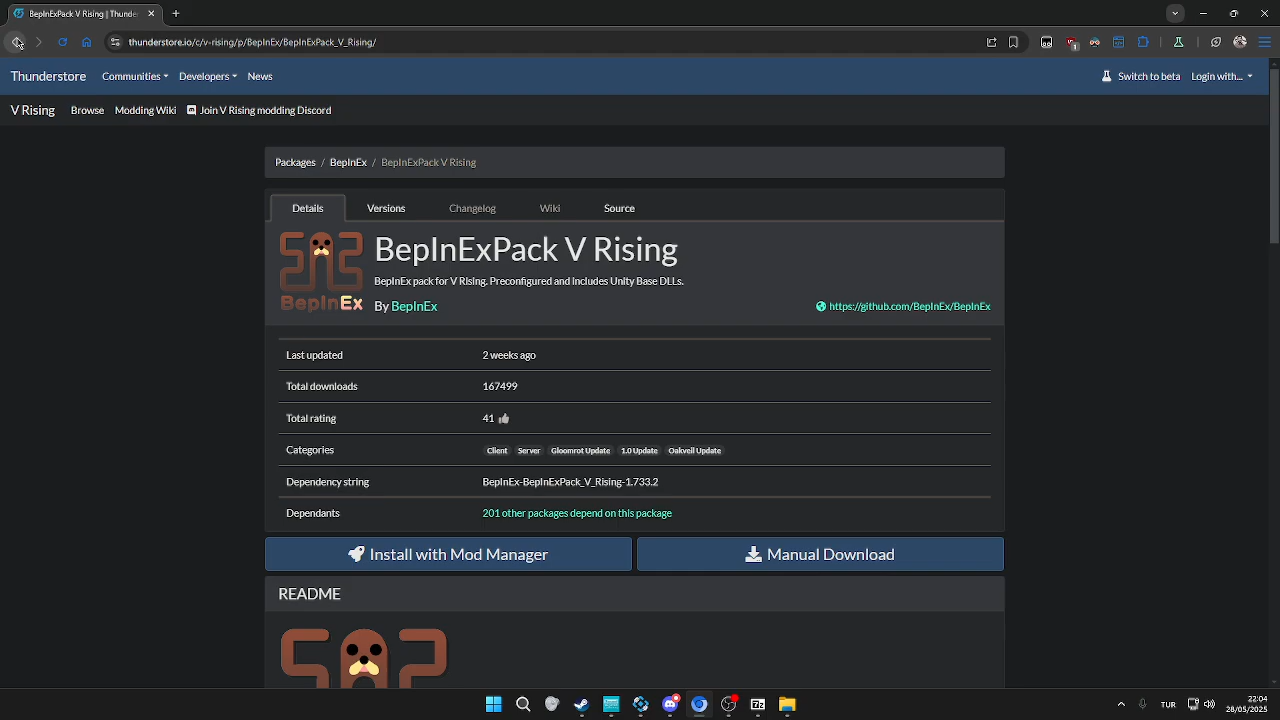 BepInExPack V Rising | Thunder
thunderstore.io/c/v-rising/p/BepInEx/BepInExPack_V_Rising/
1
Thunderstore Communities Developers News Switch to beta Login with...
V Rising Browse Modding Wiki Join V Rising modding Discord
Packages / BepInEx / BepInExPack V Rising
Details Versions Changelog Wiki Source
BepInExPack V Rising
BepInEx pack for V Rising. Preconfigured and includes Unity Base DLLs.
BepInEx
By BepInEx https://github.com/BepInEx/BepInEx
Last updated 2 weeks ago
Total downloads 167499
Total rating 41
Categories Client Server Gloomrot Update 1.0 Update Oakveil Update
Dependency string BepInEx-BepInExPack_V_Rising-1.733.2
Dependants 201 other packages depend on this package
Install with Mod Manager Manual Download
README
TUR 22:04
28/05/2025